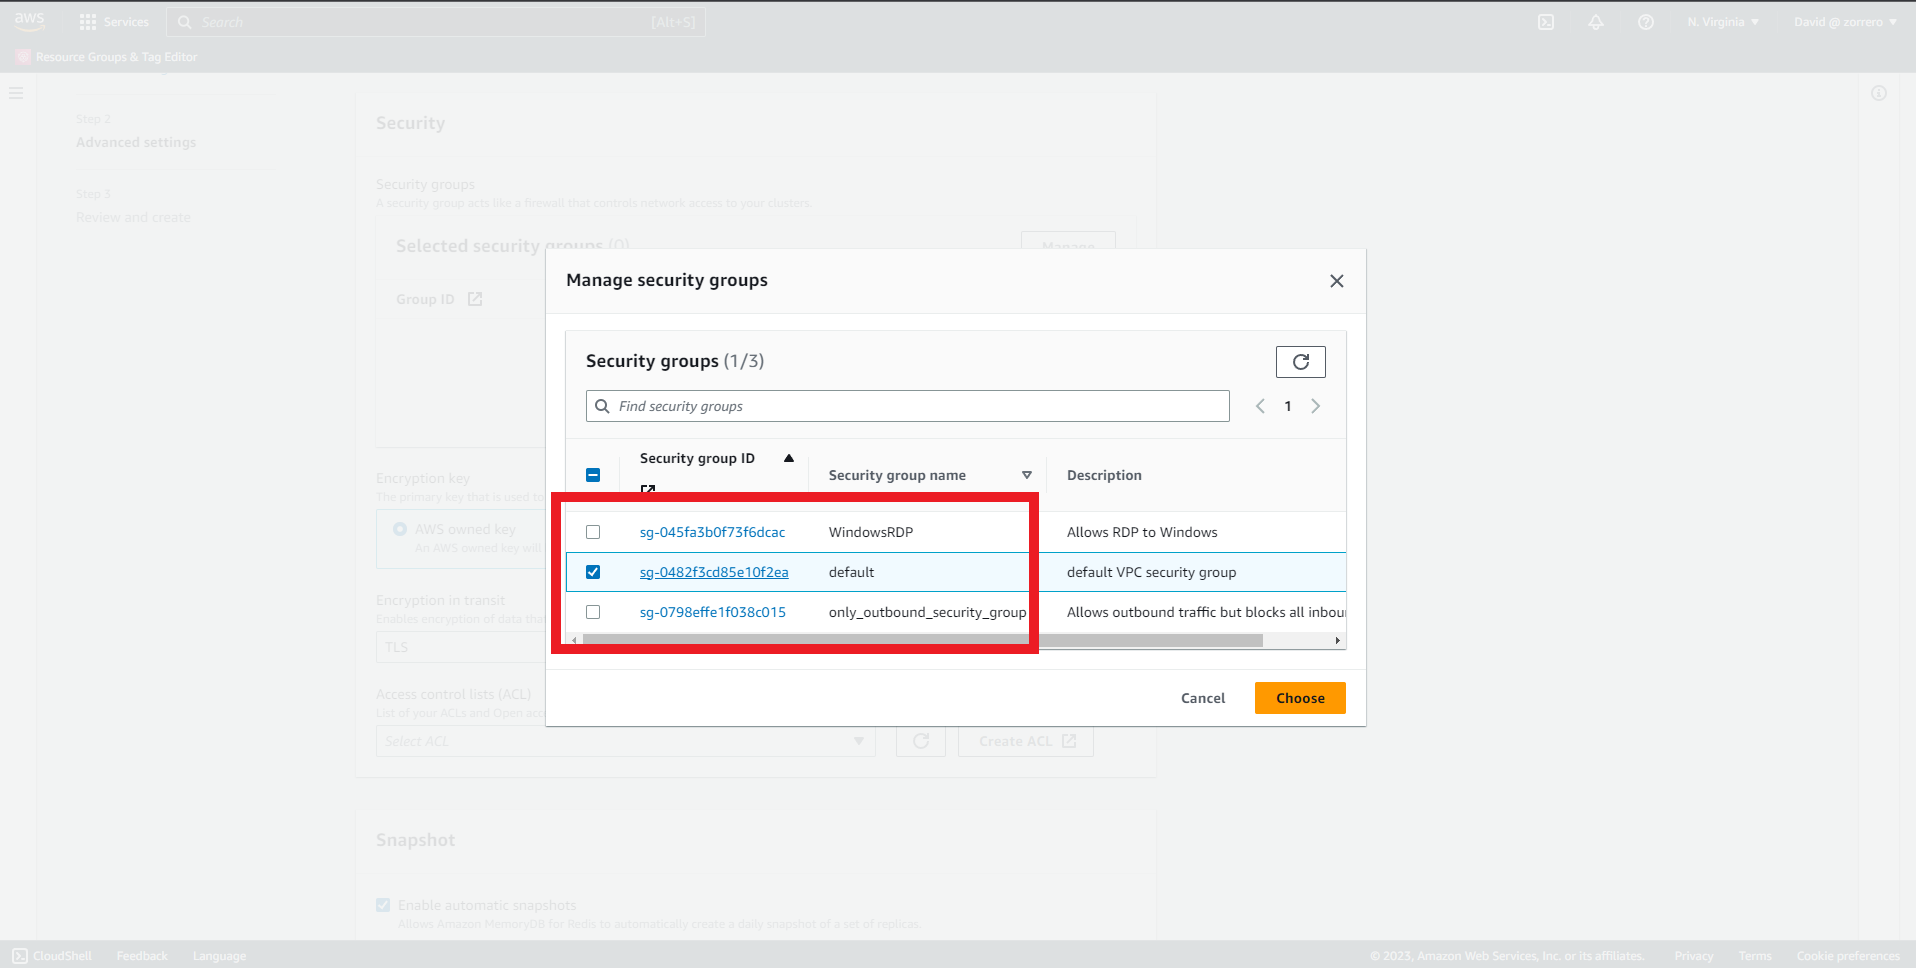 aws
Services
Search
[Alt+S]
N. Virginia
David @ zorrero
Resource Groups & Tag Editor
Step 2
Advanced settings
Step 3
Review and create
Security
Security groups
A security group acts like a firewall that controls network access to your clusters.
Selected security groups (0)
Manage
Group ID
Manage security groups
Security groups (1/3)
Find security groups
1
Security group ID
Security group name
Description
sg-045fa3b0f73f6dcac
WindowsRDP
Allows RDP to Windows
sg-0482f3cd85e10f2ea
default
default VPC security group
sg-0798effe1f038c015
only_outbound_security_group
Allows outbound traffic but blocks all inbou
Cancel
Choose
Encryption key
The primary key that is used to
AWS owned key
An AWS owned key will
Encryption in transit
Enables encryption of data tha
TLS
Access control lists (ACL)
List of your ACLs and Open acc
Select ACL
Create ACL
Snapshot
Enable automatic snapshots
Allows Amazon MemoryDB for Redis to automatically create a daily snapshot of a set of replicas.
CloudShell
Feedback
Language
© 2023, Amazon Web Services, Inc. or its affiliates.
Privacy
Terms
Cookie preferences